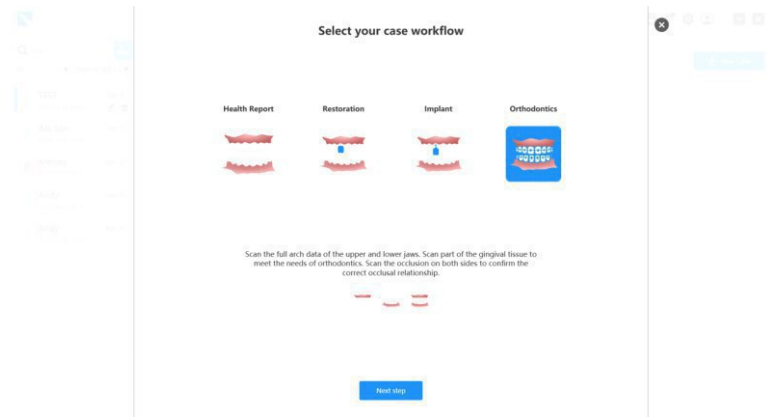 Select your case workflow
Health Report
Restoration
Implant
Orthodontics
Scan the full arch data of the upper and lower jaws. Scan part of the gingival tissue to
meet the needs of orthodontics. Scan the occlusion on both sides to confirm the
correct occlusal relationship.
Next step